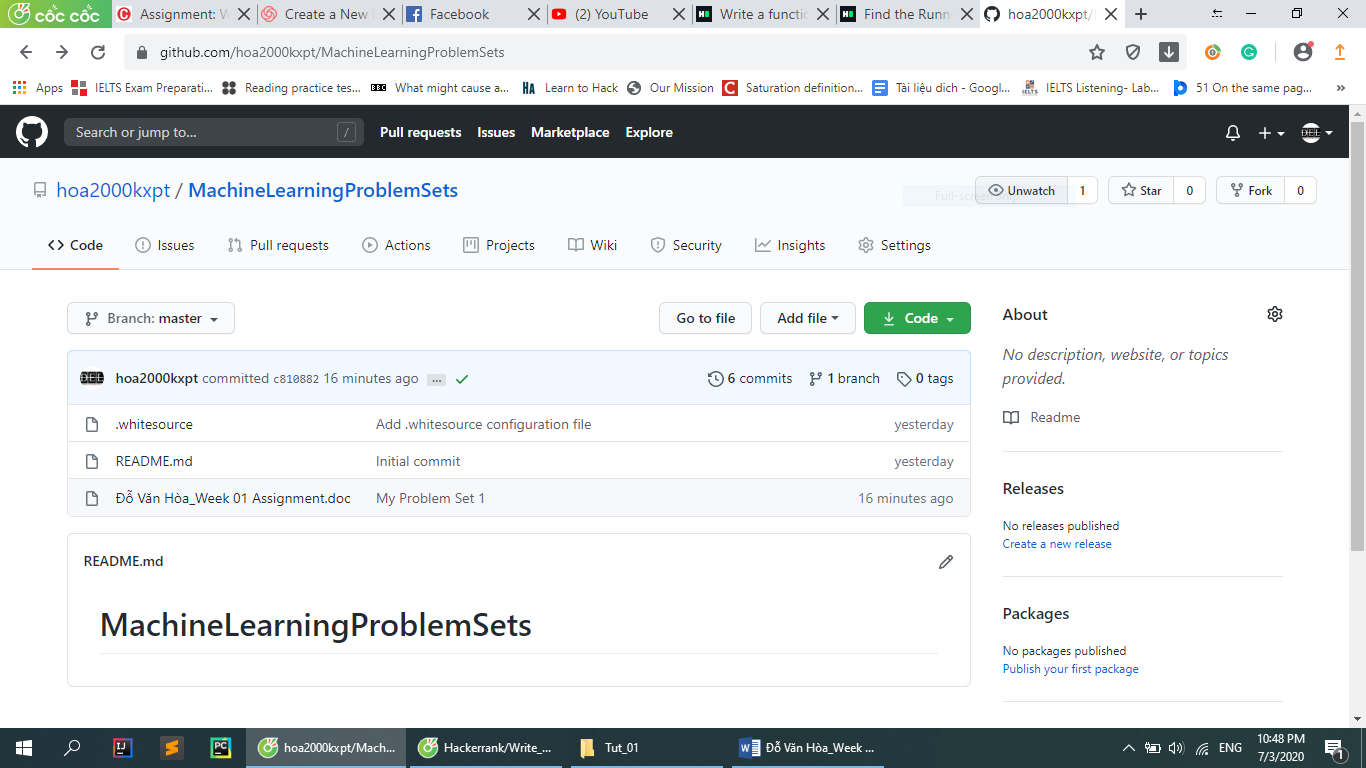 cốc cốc Assignment: W Create a New Facebook (2) YouTube Write a functi Find the Runn hoa2000kxpt/
github.com/hoa2000kxpt/MachineLearningProblemSets
Apps IELTS Exam Preparati... Reading practice tes... BBC What might cause a... HA Learn to Hack Our Mission Saturation definition... Tài liệu dich - Googl... IELTS Listening- Lab... 51 On the same pag... »
Search or jump to... / Pull requests Issues Marketplace Explore
hoa2000kxpt / MachineLearningProblemSets Unwatch 1 Star 0 Fork 0
Code Issues Pull requests Actions Projects Wiki Security Insights Settings
Branch: master Go to file Add file Code
About
No description, website, or topics
provided.
Readme
hoa2000kxpt committed c810882 16 minutes ago ... 6 commits 1 branch 0 tags
.whitesource Add .whitesource configuration file yesterday
README.md Initial commit yesterday
Đỗ Văn Hòa_Week 01 Assignment.doc My Problem Set 1 16 minutes ago
Releases
No releases published
Create a new release
README.md
MachineLearningProblemSets
Packages
No packages published
Publish your first package
hoa2000kxpt/Mach... Hackerrank/Write_... Tut_01 Đỗ Văn Hòa_Week ... ENG 10:48 PM
7/3/2020 1